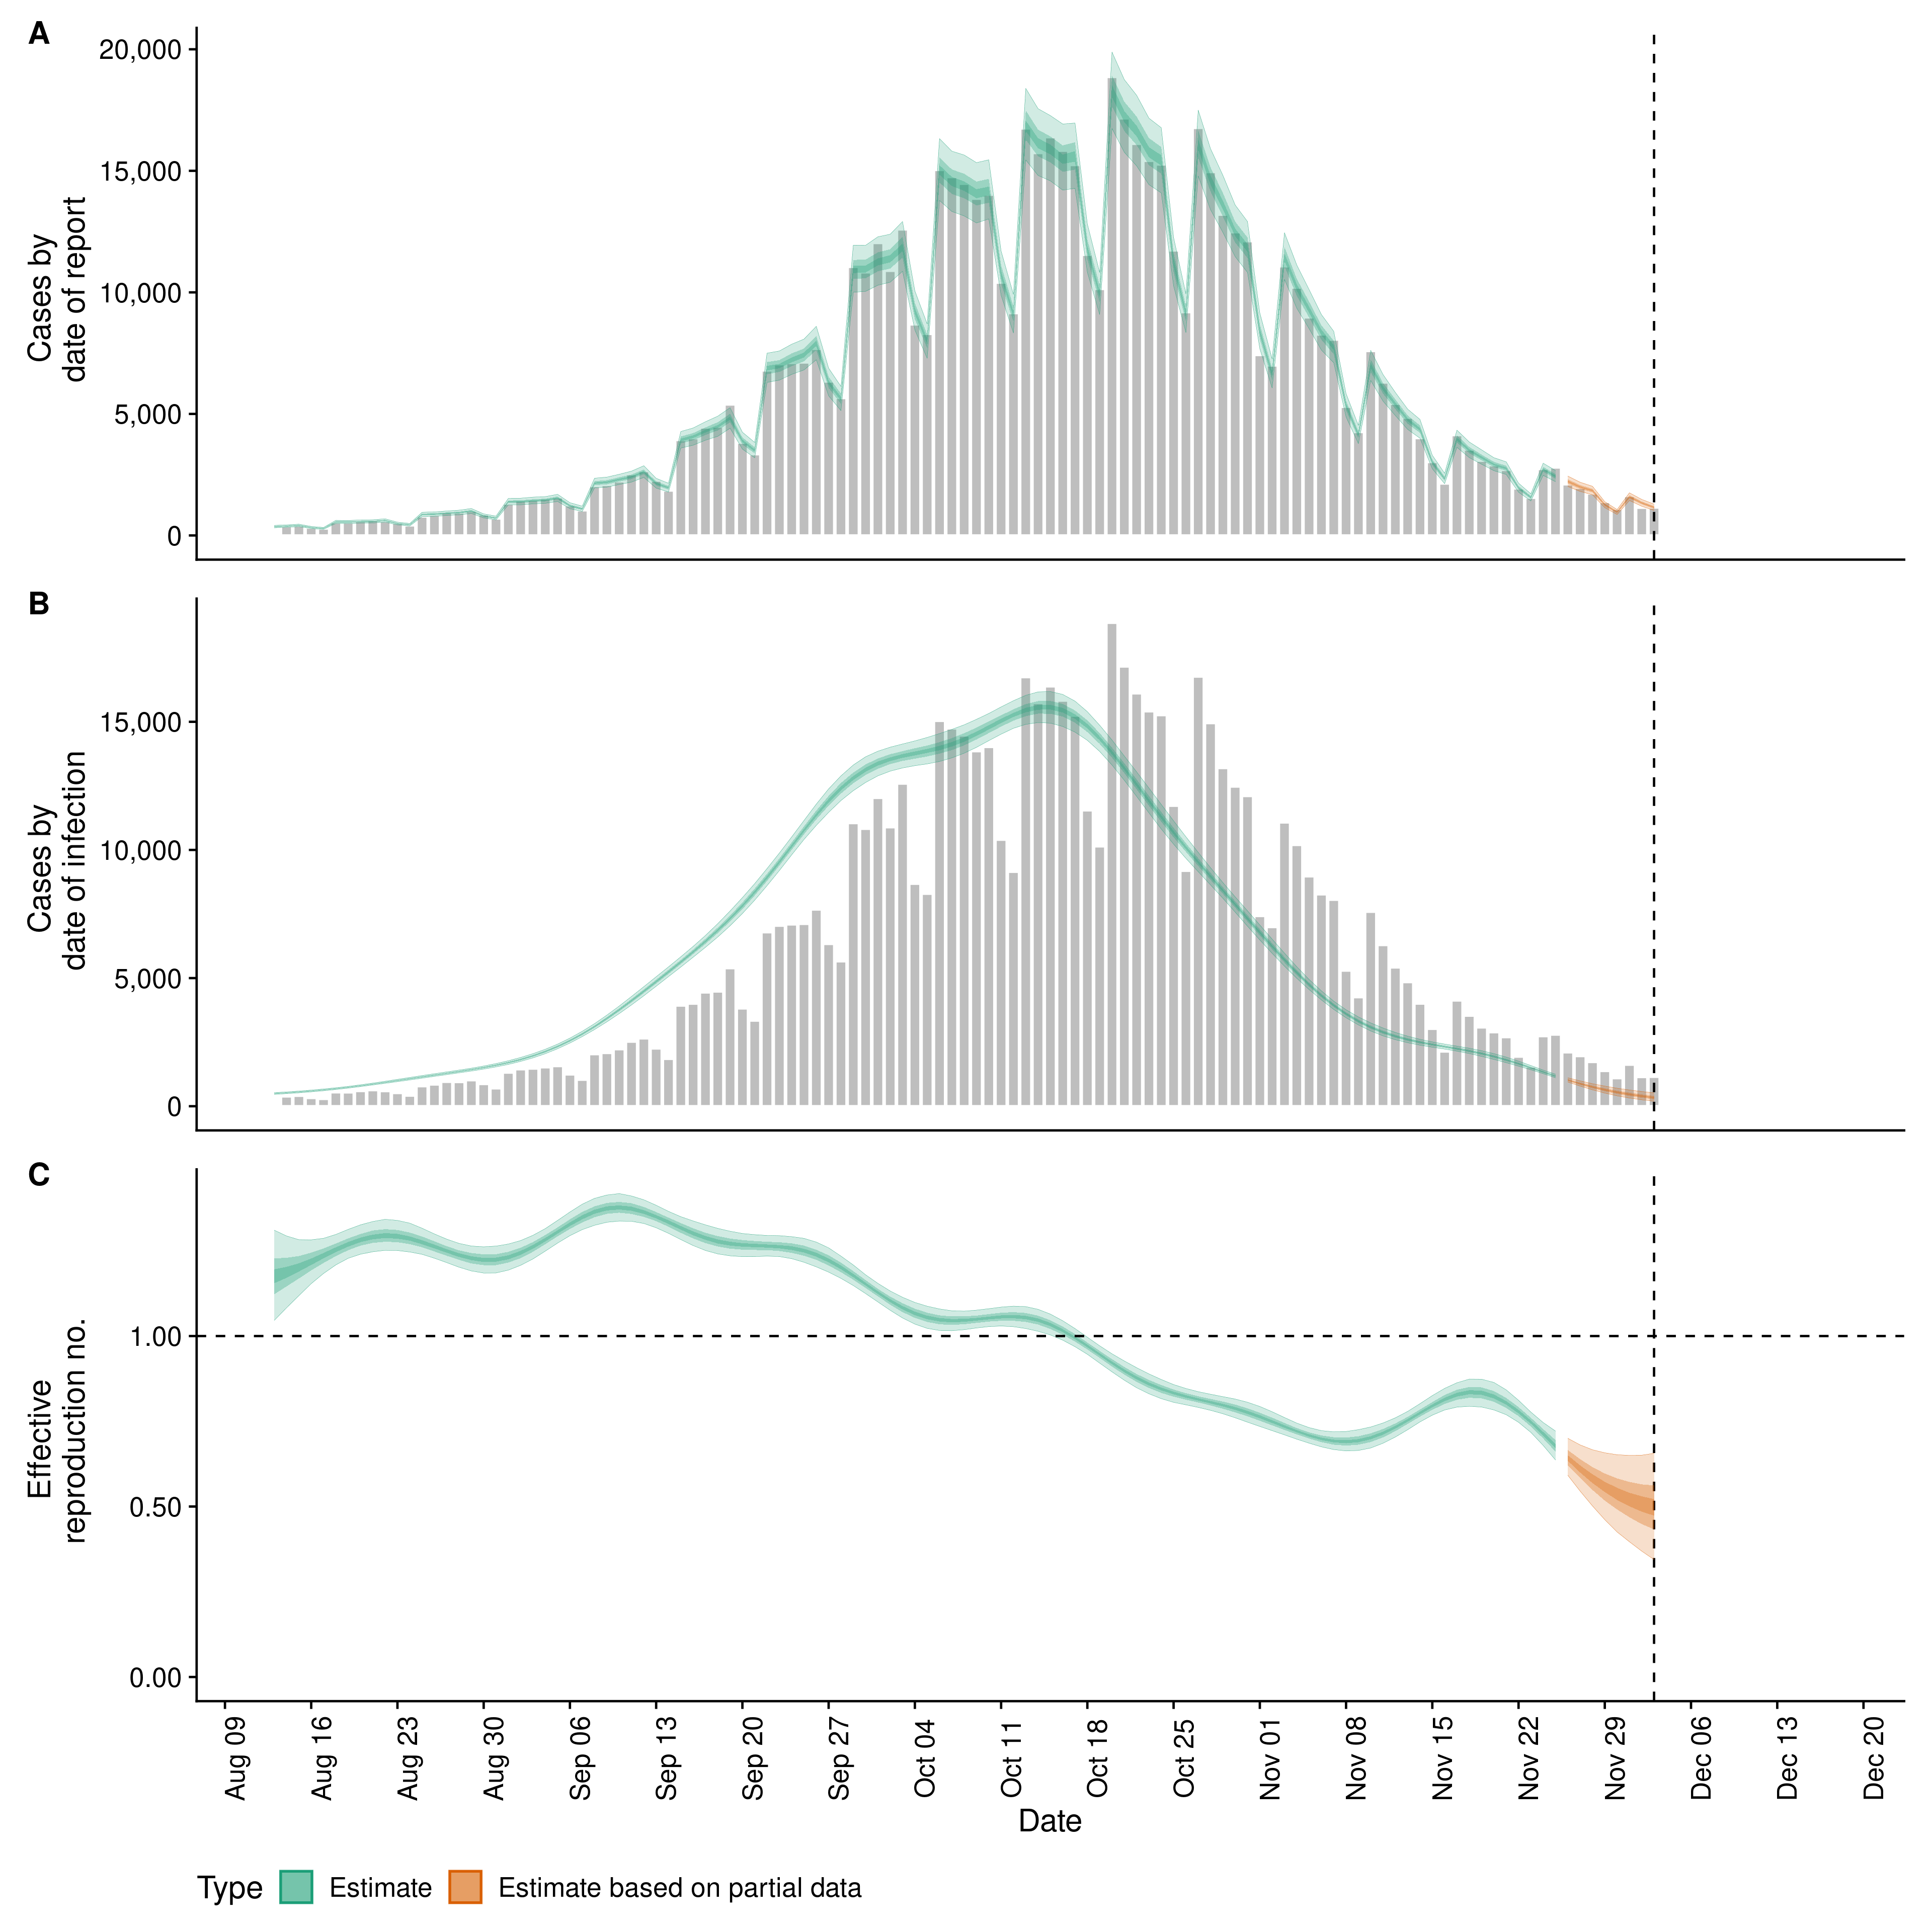 A
20,000
15,000
10,000
5,000
0
Cases by
date of report
B
15,000
10,000
5,000
0
Cases by
date of infection
C
1.00
0.50
0.00
Effective
reproduction no.
Aug 09
Aug 16
Aug 23
Aug 30
Sep 06
Sep 13
Sep 20
Sep 27
Oct 04
Oct 11
Oct 18
Oct 25
Nov 01
Nov 08
Nov 15
Nov 22
Nov 29
Dec 06
Dec 13
Dec 20
Date
Type Estimate Estimate based on partial data